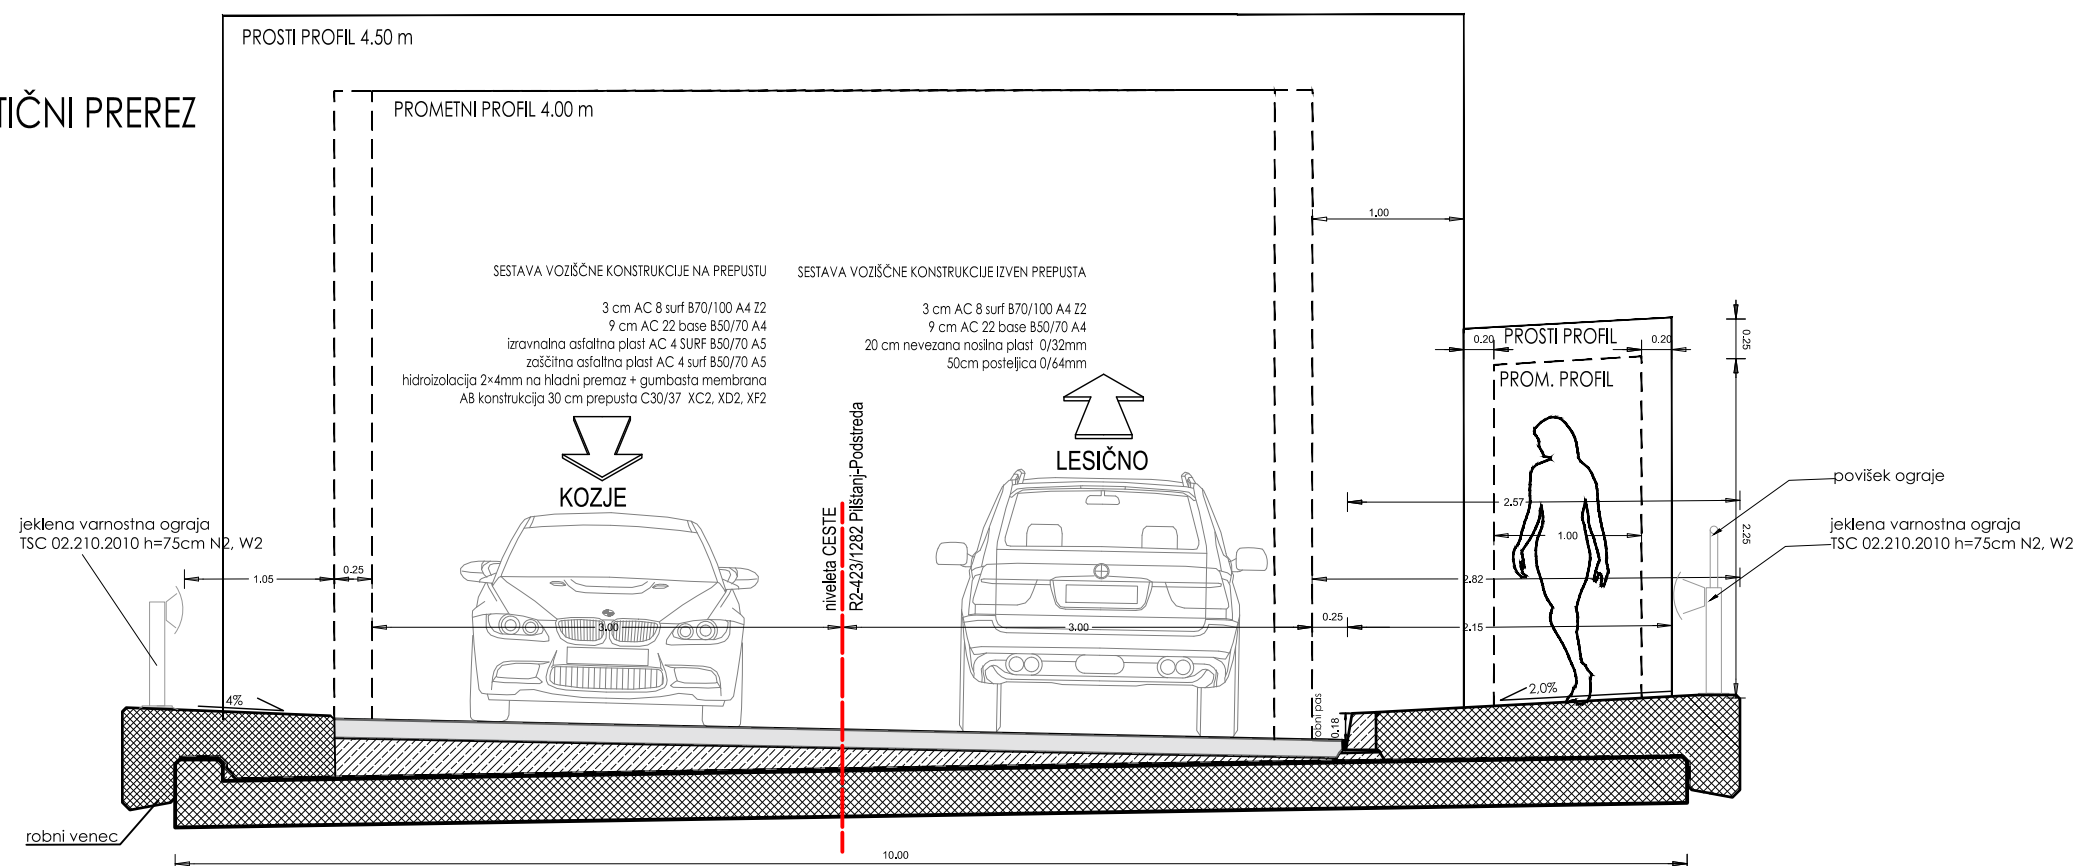 PROSTI PROFIL 4.50 m
TIČNI PREREZ
PROMETNI PROFIL 4.00 m
1.00
SESTAVA VOZIŠČNE KONSTRUKCIJE NA PREPUSTU
3 cm AC 8 surf B70/100 A4 Z2
9 cm AC 22 base B50/70 A4
izravnalna asfaltna plast AC 4 SURF B50/70 A5
zaščitna asfaltna plast AC 4 surf B50/70 A5
hidroizolacija 2×4mm na hladni premaz + gumbasta membrana
AB konstrukcija 30 cm prepusta C30/37 XC2, XD2, XF2
SESTAVA VOZIŠČNE KONSTRUKCIJE IZVEN PREPUSTA
3 cm AC 8 surf B70/100 A4 Z2
9 cm AC 22 base B50/70 A4
20 cm nevezana nosilna plast 0/32mm
50cm posteljica 0/64mm
0.20
PROSTI PROFIL
0.20
0.25
PROM. PROFIL
KOZJE
LESIČNO
niveleta CESTE
R2-423/1282 Pilštanj-Podstreda
povišek ograje
jeklena varnostna ograja
TSC 02.210.2010 h=75cm N2, W2
jeklena varnostna ograja
TSC 02.210.2010 h=75cm N2, W2
2.57
1.00
2.25
1.05
0.25
2.82
3.00
3.00
0.25
2.15
4%
2,0%
robni pas
0.18
robni venec
10.00